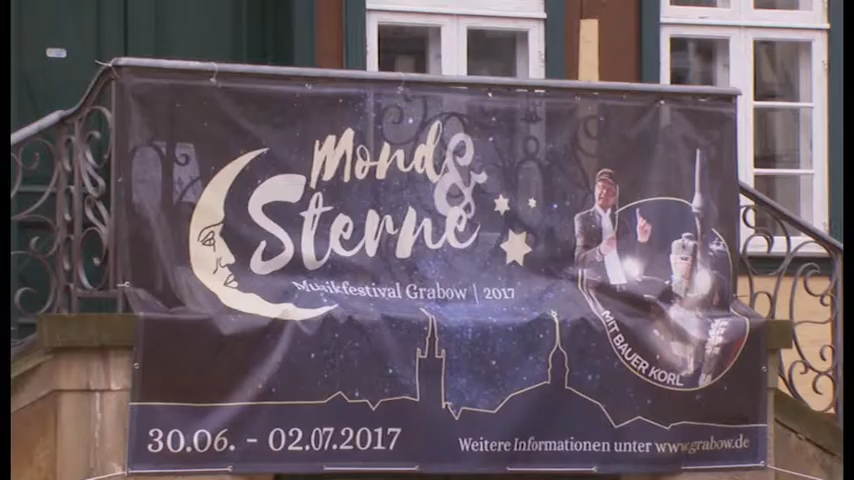 Mond &
Sterne
Musikfestival Grabow | 2017
MIT BAUER KORL
30.06. - 02.07.2017
Weitere Informationen unter www.grabow.de